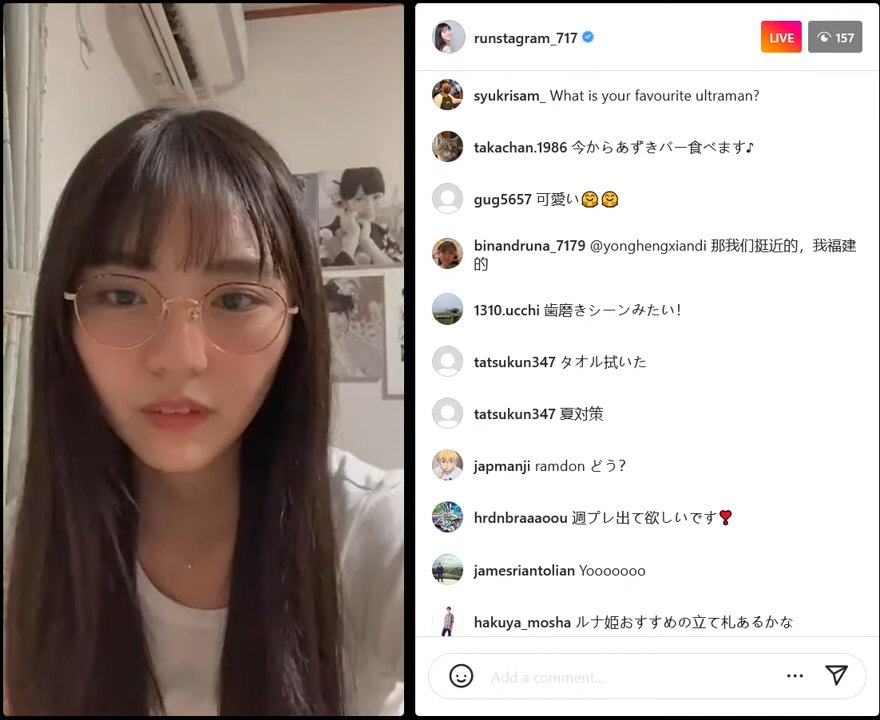 runstagram_717
LIVE
157
syukrisam_ What is your favourite ultraman?
takachan.1986 今からあずきバー食べます♪
gug5657 可愛い🤗🤗
binandruna_7179 @yonghengxiandi 那我们挺近的，我福建
的
1310.ucchi 歯磨きシーンみたい！
tatsukun347 タオル拭いた
tatsukun347 夏対策
japmanji ramdon どう？
hrdnbraaaoou 週プレ出て欲しいです❣️
jamesriantolian Yooooooo
hakuya_mosha ルナ姫おすすめの立て札あるかな
Add a comment...